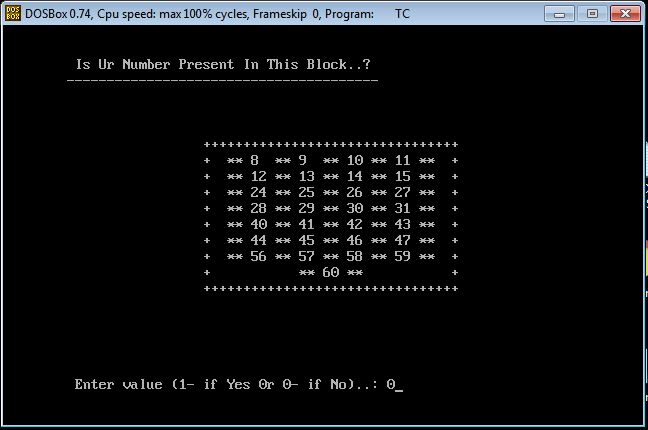 DOSBox 0.74, Cpu speed: max 100% cycles, Frameskip 0, Program: TC
Is Ur Number Present In This Block..?
---------------------------------------
++++++++++++++++++++++++++++++++
+ ** 8 ** 9 ** 10 ** 11 ** +
+ ** 12 ** 13 ** 14 ** 15 ** +
+ ** 24 ** 25 ** 26 ** 27 ** +
+ ** 28 ** 29 ** 30 ** 31 ** +
+ ** 40 ** 41 ** 42 ** 43 ** +
+ ** 44 ** 45 ** 46 ** 47 ** +
+ ** 56 ** 57 ** 58 ** 59 ** +
+ ** 60 ** +
++++++++++++++++++++++++++++++++
Enter value (1- if Yes 0r 0- if No)..: 0_